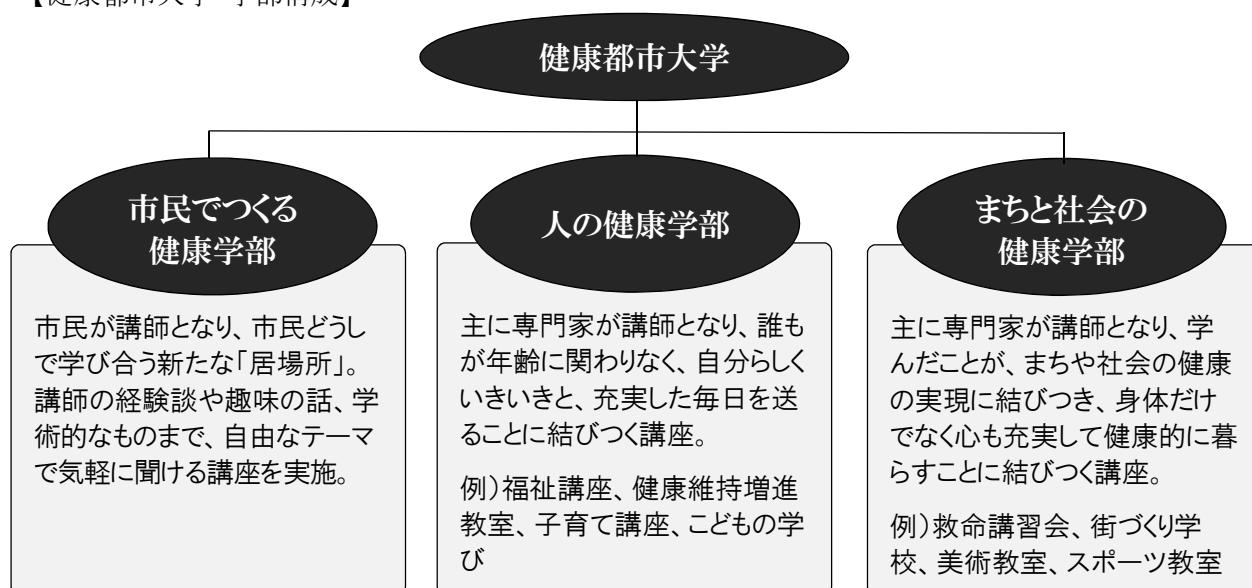 【健康都市大学 学部構成】
健康都市大学
市民でつくる
健康学部
市民が講師となり、市民どうし
で学び合う新たな「居場所」。
講師の経験談や趣味の話、学
術的なものまで、自由なテーマ
で気軽に聞ける講座を実施。
人の健康学部
主に専門家が講師となり、誰も
が年齢に関わりなく、自分らしく
いきいきと、充実した毎日を送
ることに結びつく講座。
例）福祉講座、健康維持増進
教室、子育て講座、こどもの学
び
まちと社会の
健康学部
主に専門家が講師となり、学
んだことが、まちや社会の健康
の実現に結びつき、身体だけ
でなく心も充実して健康的に暮
らすことに結びつく講座。
例）救命講習会、街づくり学
校、美術教室、スポーツ教室